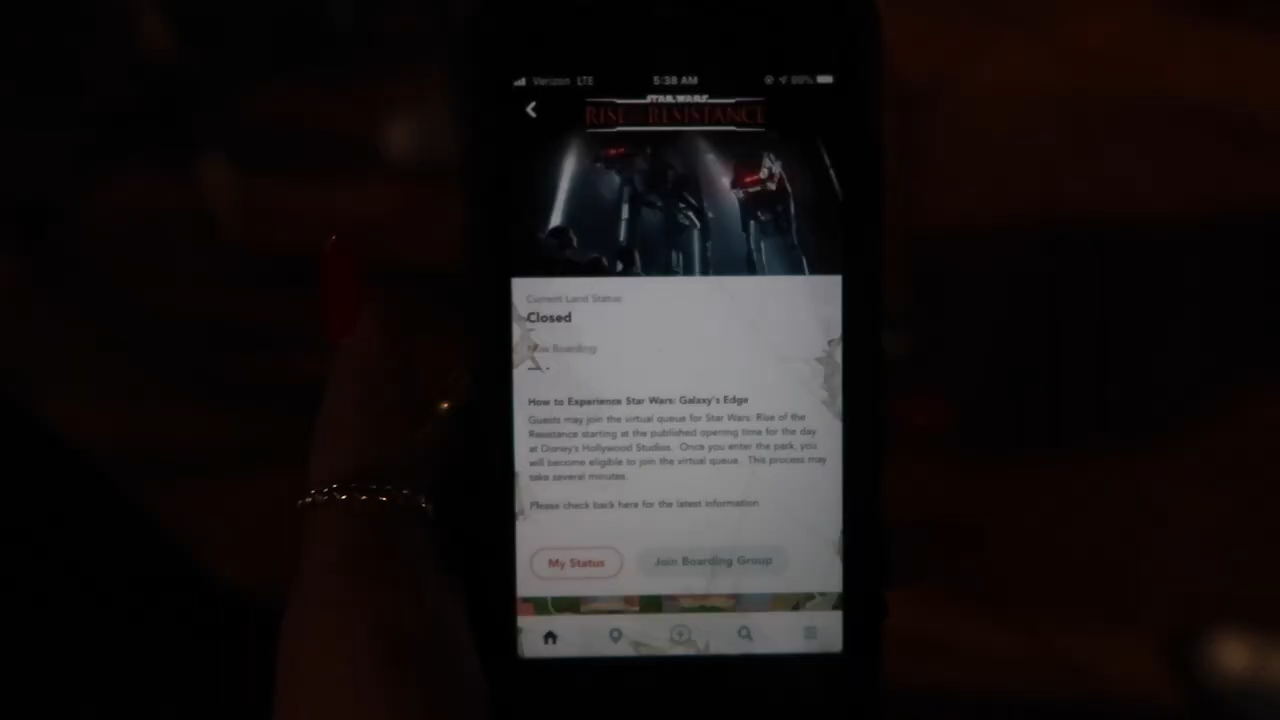 Verizon LTE 5:38 AM 99%
STAR WARS
RISE OF THE RESISTANCE
Current Land Status
Closed
Now Boarding
How to Experience Star Wars: Galaxy's Edge
Guests may join the virtual queue for Star Wars: Rise of the
Resistance starting at the published opening time for the day
at Disney's Hollywood Studios. Once you enter the park, you
will become eligible to join the virtual queue. This process may
take several minutes.
Please check back here for the latest information
My Status Join Boarding Group